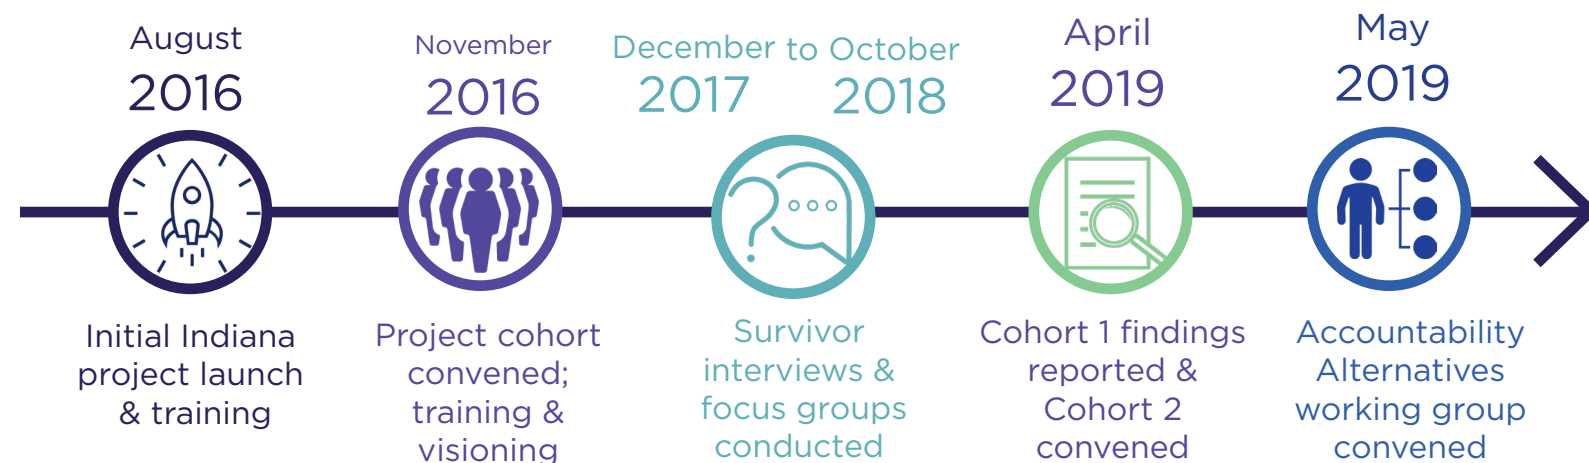 August
2016
Initial Indiana
project launch
& training
November
2016
Project cohort
convened;
training &
visioning
December to October
2017 2018
Survivor
interviews &
focus groups
conducted
April
2019
Cohort 1 findings
reported &
Cohort 2
convened
May
2019
Accountability
Alternatives
working group
convened